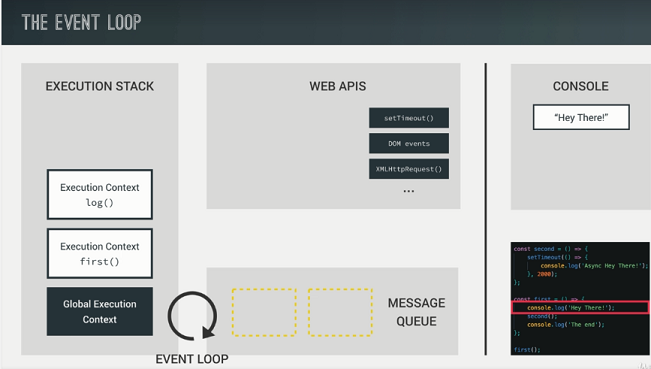 THE EVENT LOOP
EXECUTION STACK
Execution Context
log()
Execution Context
first()
Global Execution
Context
WEB APIS
setTimeout()
DOM events
XMLHttpRequest()
...
MESSAGE
QUEUE
EVENT LOOP
CONSOLE
“Hey There!”
const second = () => {
setTimeout(() => {
console.log('Async Hey There!');
}, 2000);
};
const first = () => {
console.log('Hey There!');
second();
console.log('The end');
};
first();